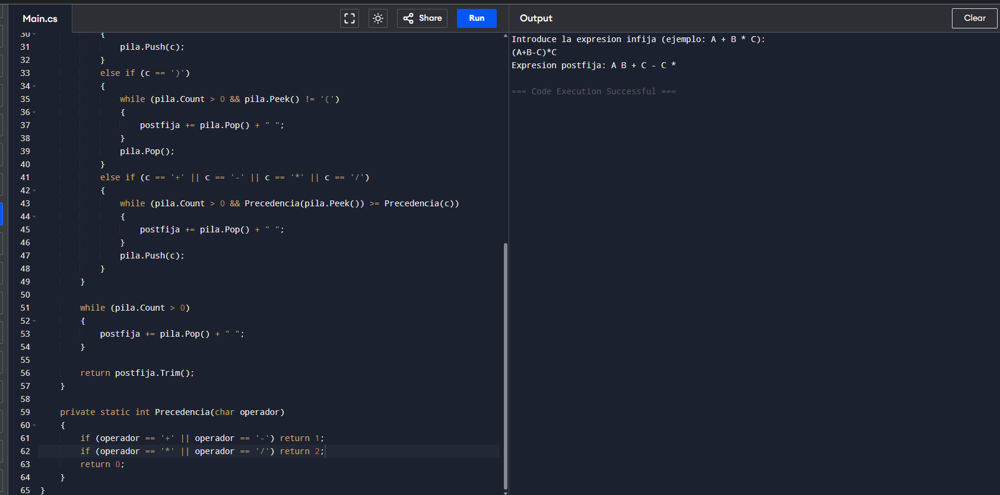 Main.cs
Share
Run
Output
Clear
30 {
31 pila.Push(c);
32 }
33 else if (c == ')')
34 {
35 while (pila.Count > 0 && pila.Peek() != '(')
36 {
37 postfija += pila.Pop() + " ";
38 }
39 pila.Pop();
40 }
41 else if (c == '+' || c == '-' || c == '*' || c == '/')
42 {
43 while (pila.Count > 0 && Precedencia(pila.Peek()) >= Precedencia(c))
44 {
45 postfija += pila.Pop() + " ";
46 }
47 pila.Push(c);
48 }
49 }
50
51 while (pila.Count > 0)
52 {
53 postfija += pila.Pop() + " ";
54 }
55
56 return postfija.Trim();
57 }
58
59 private static int Precedencia(char operador)
60 {
61 if (operador == '+' || operador == '-') return 1;
62 if (operador == '*' || operador == '/') return 2;
63 return 0;
64 }
65 }
Introduce la expresion infija (ejemplo: A + B * C):
(A+B-C)*C
Expresion postfija: A B + C - C *
=== Code Execution Successful ===